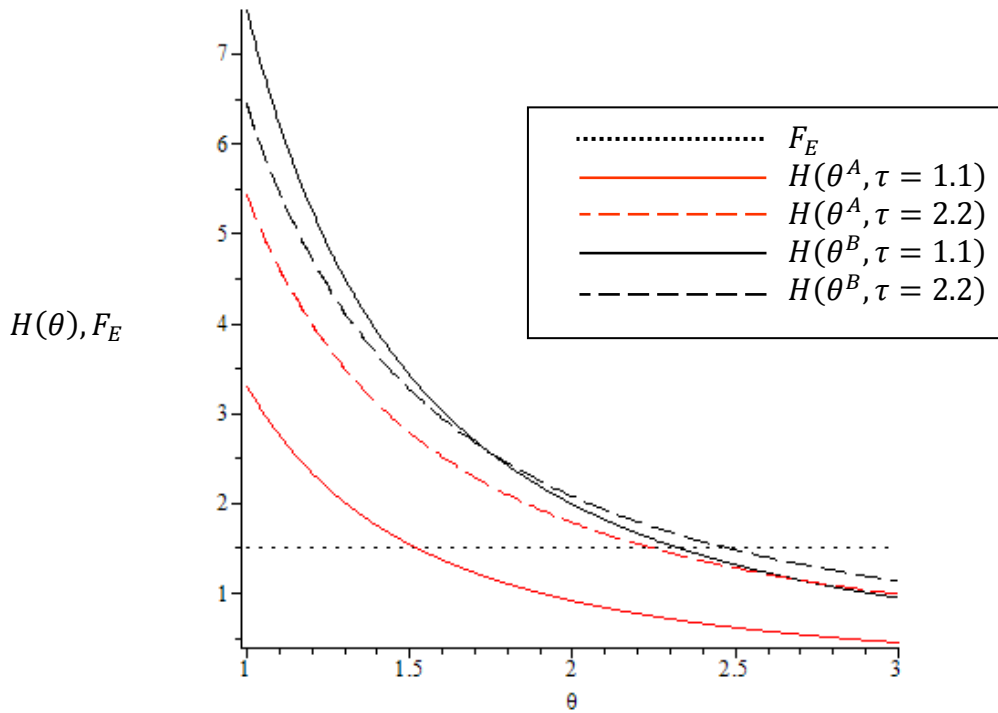 7
6
5
4
3
2
1
H(θ), F_E
F_E
H(θ^A, τ = 1.1)
H(θ^A, τ = 2.2)
H(θ^B, τ = 1.1)
H(θ^B, τ = 2.2)
1 1.5 2 2.5 3
θ